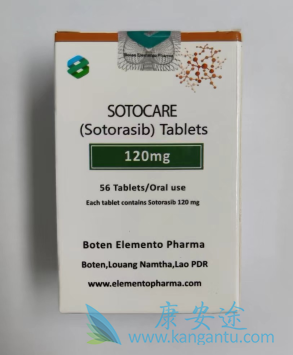 SOTOCARE
(Sotorasib) Tablets
120mg
56 Tablets/Oral use
Each tablet contains Sotorasib 120 mg
Boten Elemento Pharma
Boten,Louang Namtha,Lao PDR
www.elementopharma.com
康安途
www.kangantu.com